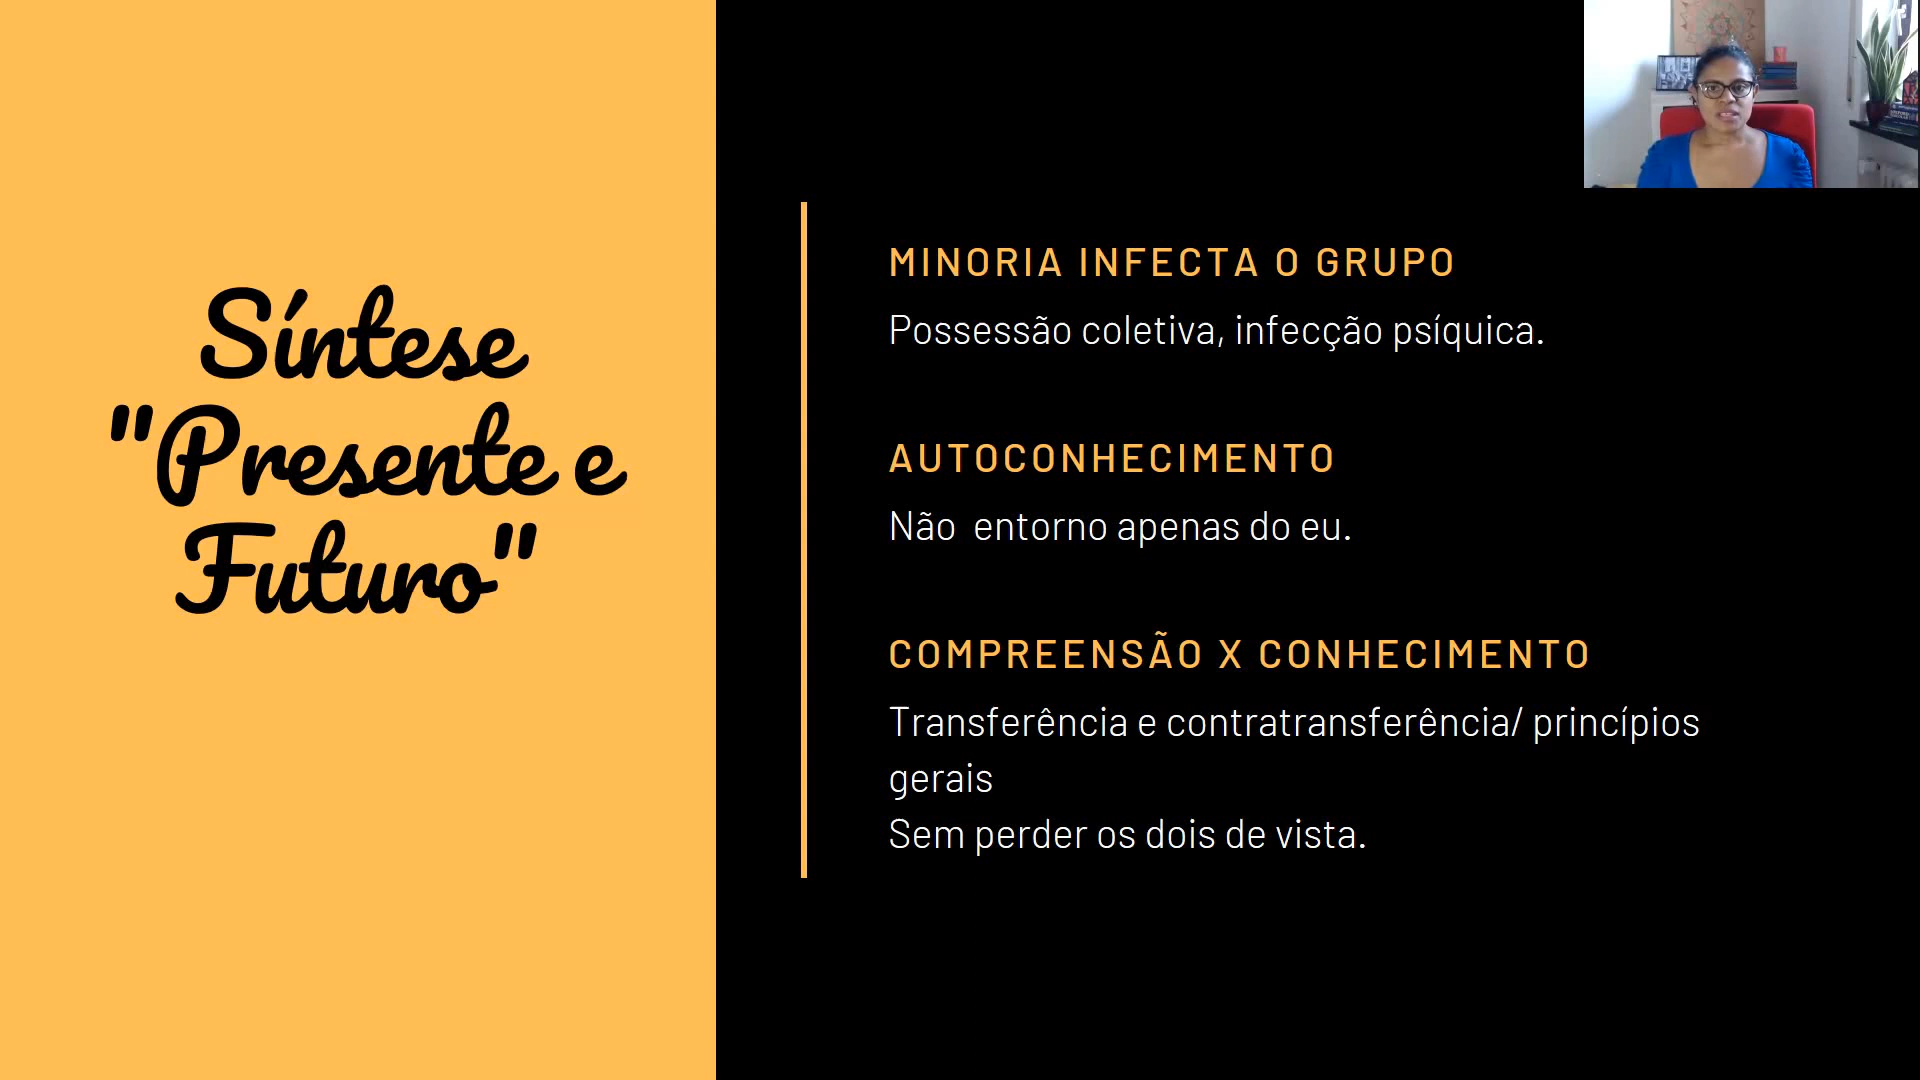 Síntese
"Presente e
Futuro"
MINORIA INFECTA O GRUPO
Possessão coletiva, infecção psíquica.
AUTOCONHECIMENTO
Não entorno apenas do eu.
COMPREENSÃO X CONHECIMENTO
Transferência e contratransferência/ princípios
gerais
Sem perder os dois de vista.